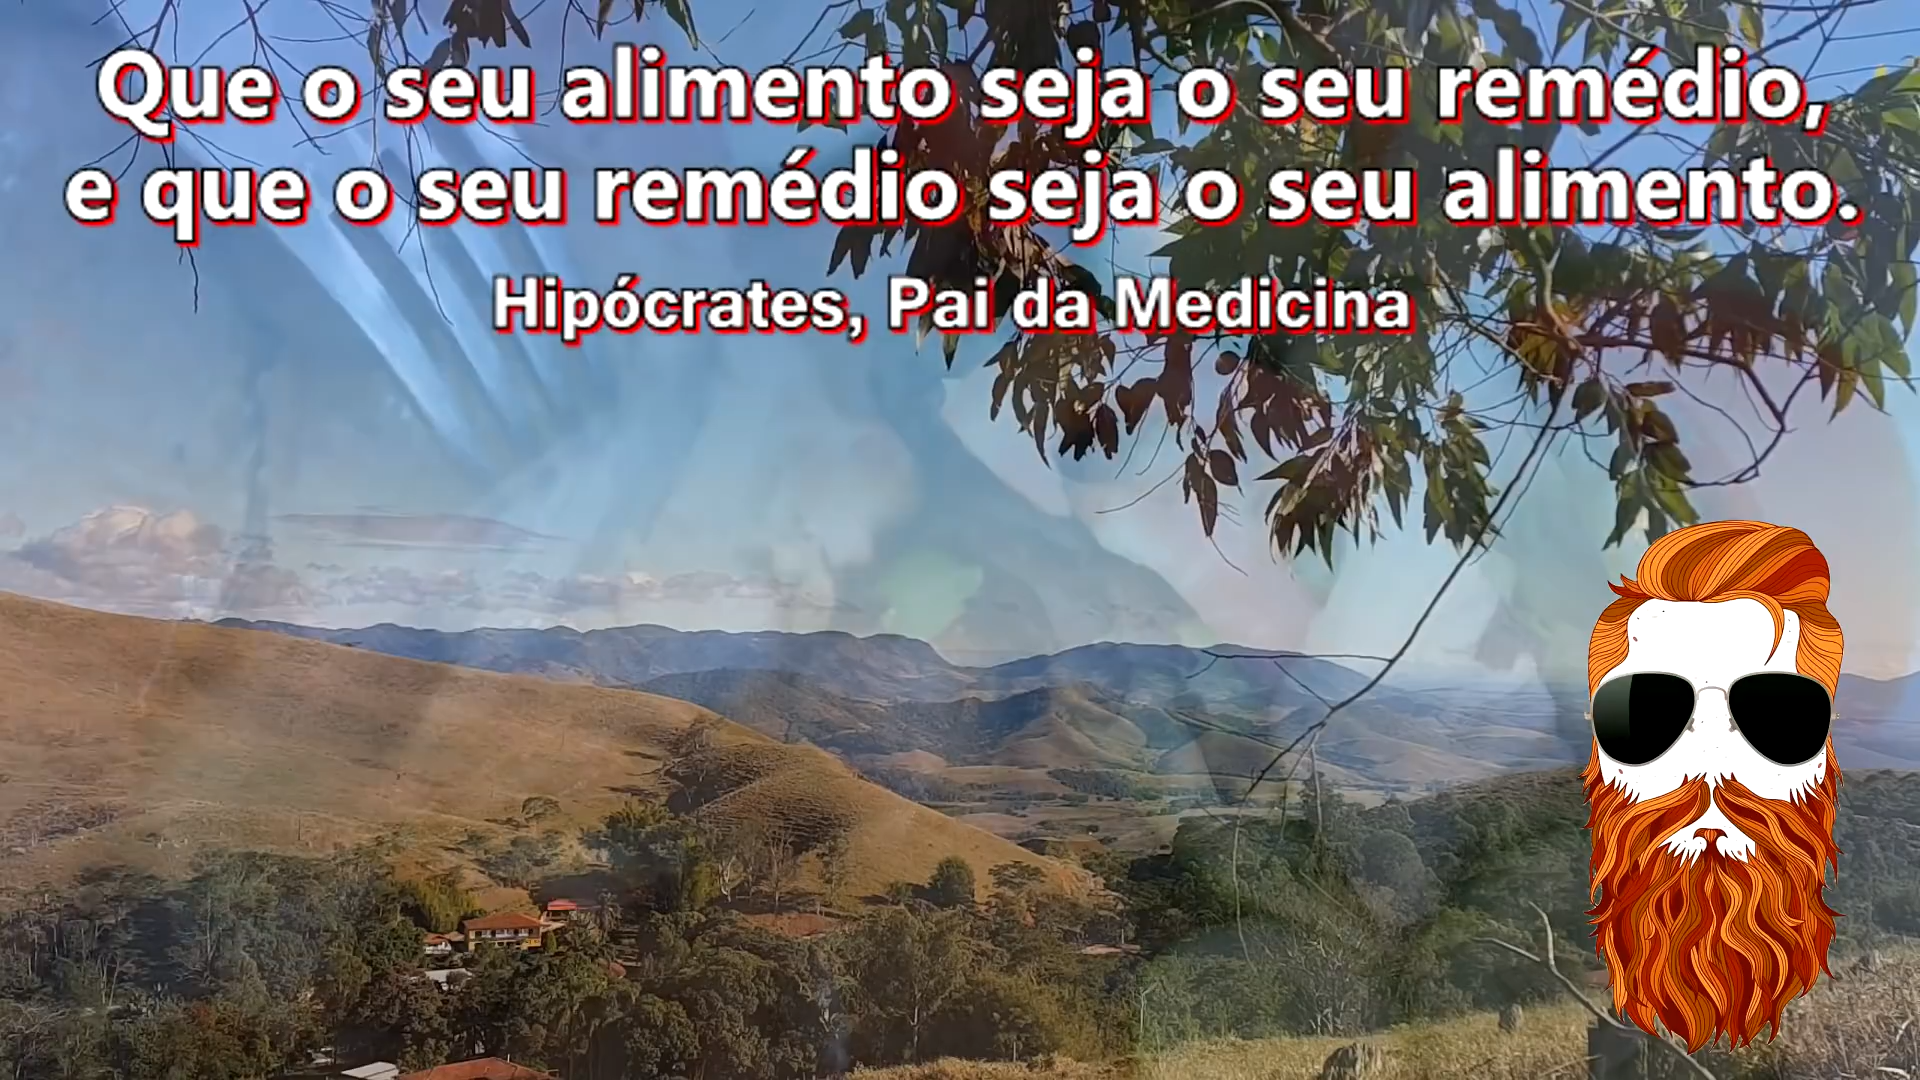 Que o seu alimento seja o seu remédio,
e que o seu remédio seja o seu alimento.
Hipócrates, Pai da Medicina